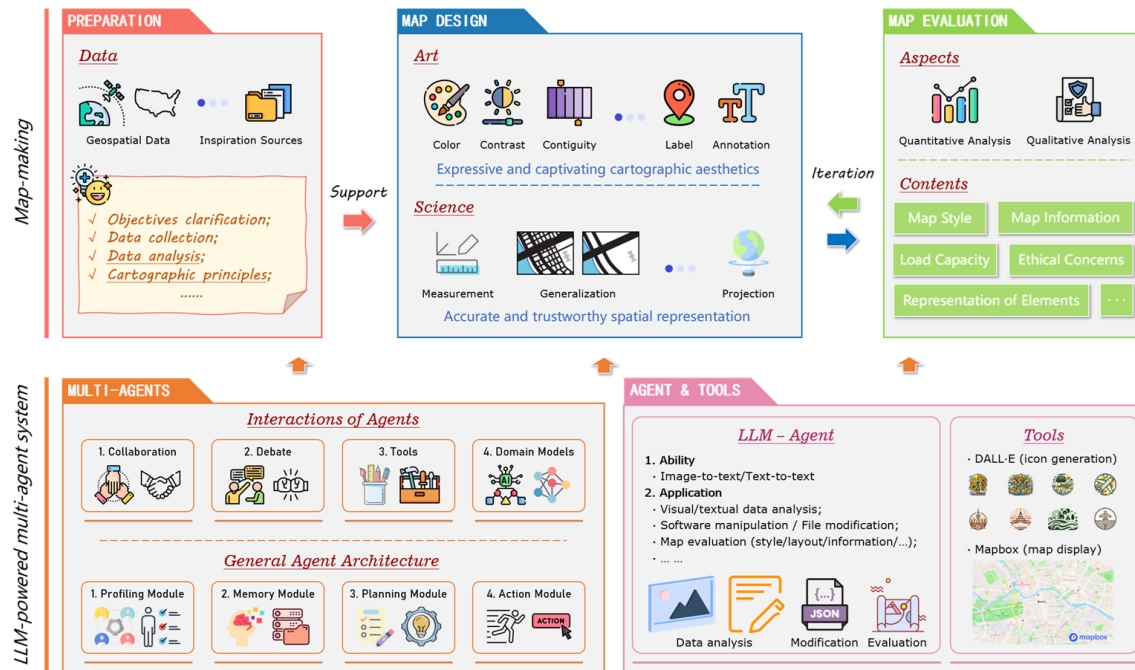 PREPARATION
MAP DESIGN
MAP EVALUATION
Map-making
Data
Geospatial Data
Inspiration Sources
√ Objectives clarification;
√ Data collection;
√ Data analysis;
√ Cartographic principles;
......
Support
Art
Color
Contrast
Contiguity
Label
Annotation
Expressive and captivating cartographic aesthetics
Science
Measurement
Generalization
Projection
Accurate and trustworthy spatial representation
Iteration
Aspects
Quantitative Analysis
Qualitative Analysis
Contents
Map Style
Map Information
Load Capacity
Ethical Concerns
Representation of Elements
...
LLM-powered multi-agent system
MULTI-AGENTS
Interactions of Agents
1. Collaboration
2. Debate
3. Tools
4. Domain Models
AI
General Agent Architecture
1. Profiling Module
2. Memory Module
3. Planning Module
4. Action Module
ACTION
AGENT & TOOLS
LLM – Agent
1. Ability
· Image-to-text/Text-to-text
2. Application
· Visual/textual data analysis;
· Software manipulation / File modification;
· Map evaluation (style/layout/information/...);
· ... ...
{...}
JSON
Data analysis
Modification
Evaluation
Tools
· DALL·E (icon generation)
· Mapbox (map display)
mapbox